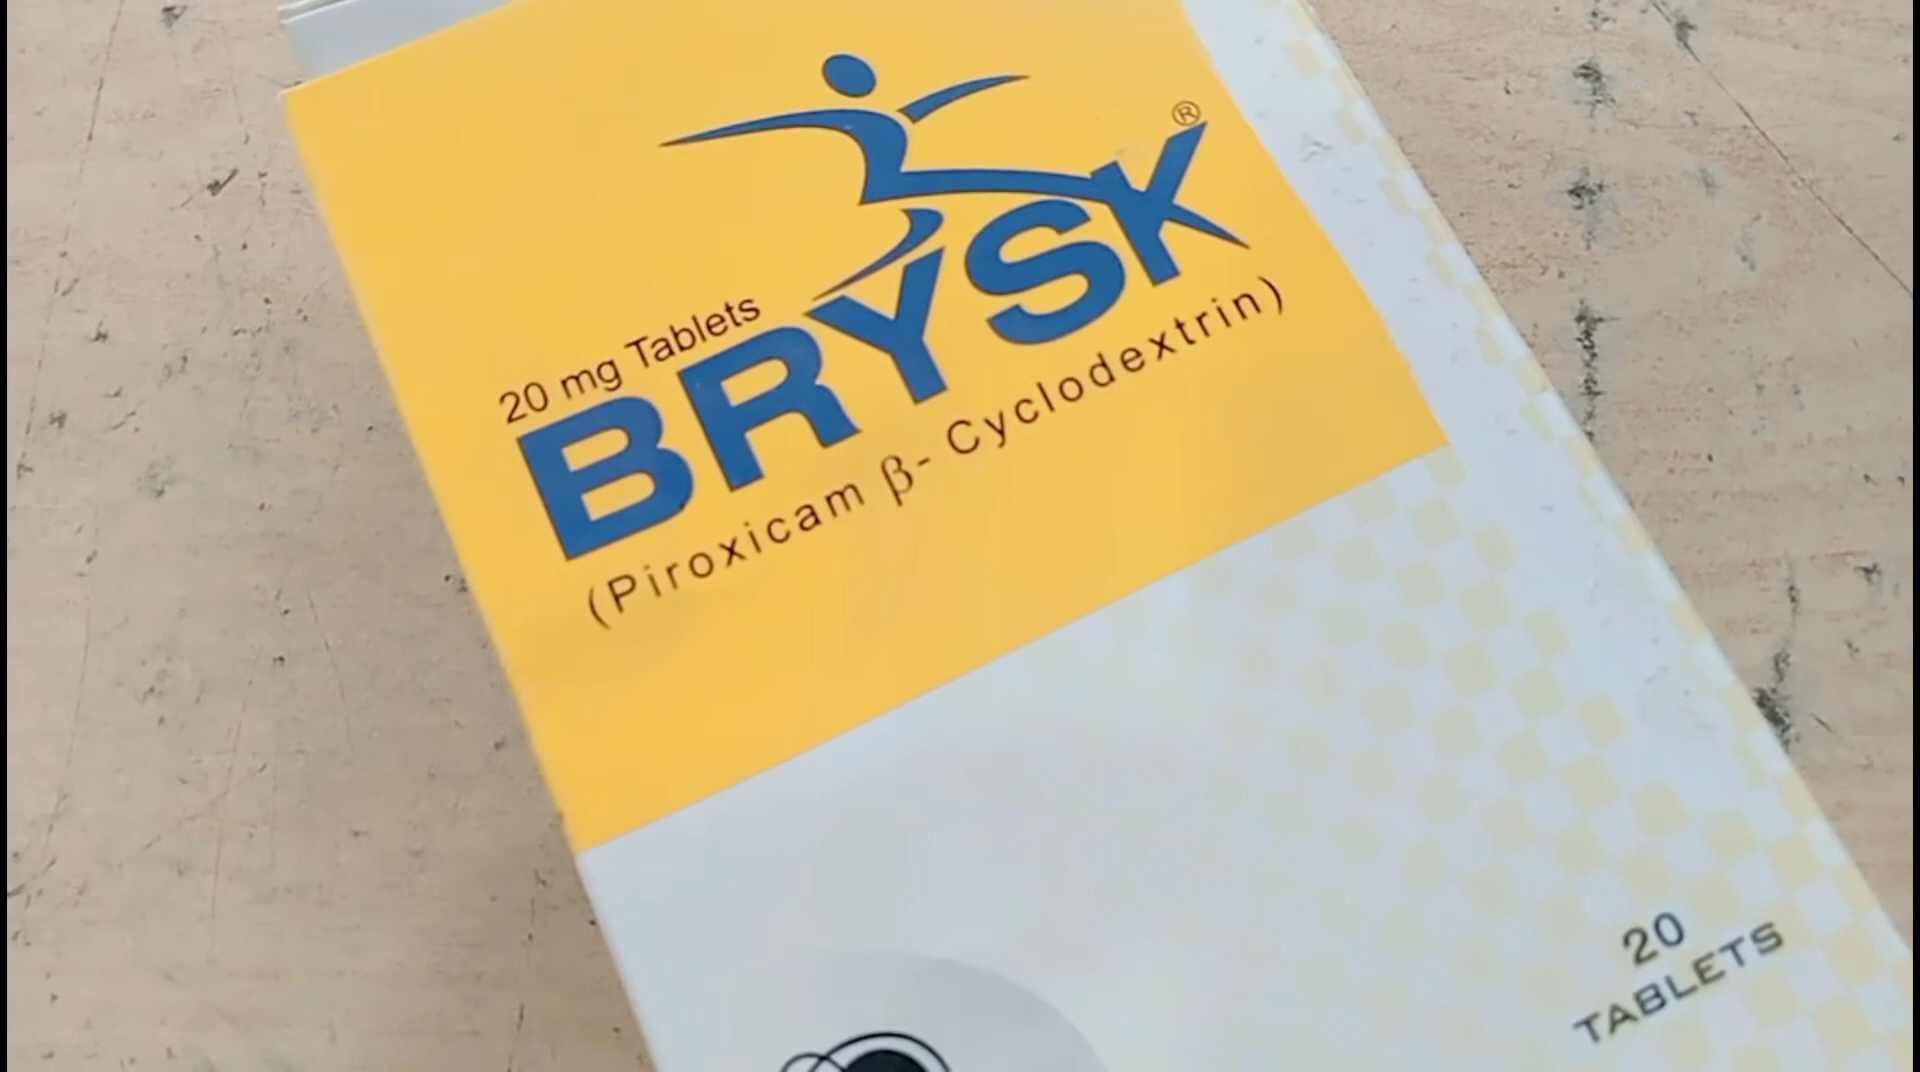 20 mg Tablets
BRYSK®
(Piroxicam β- Cyclodextrin)
20
TABLETS